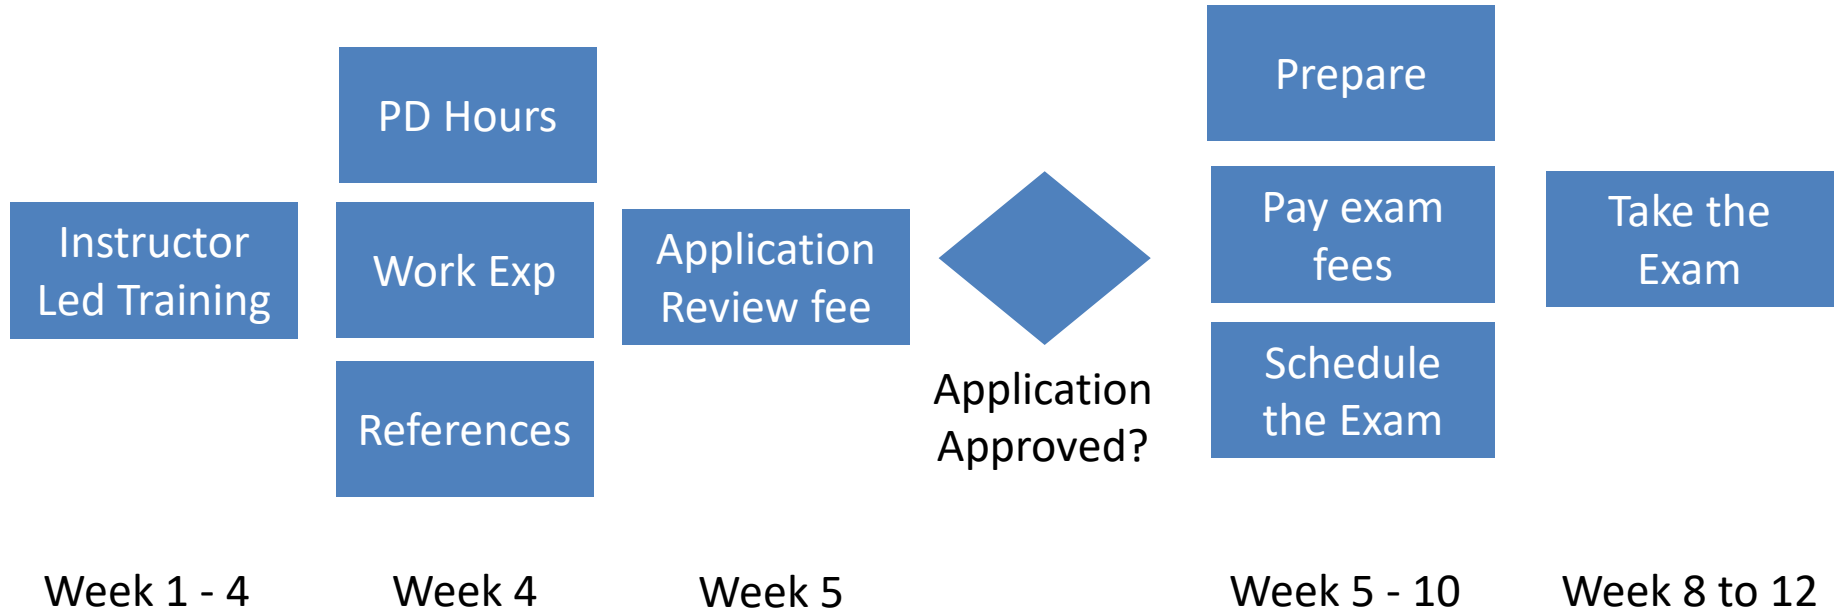 Instructor
Led Training
PD Hours
Work Exp
References
Application
Review fee
Application
Approved?
Prepare
Pay exam
fees
Schedule
the Exam
Take the
Exam
Week 1 - 4
Week 4
Week 5
Week 5 - 10
Week 8 to 12